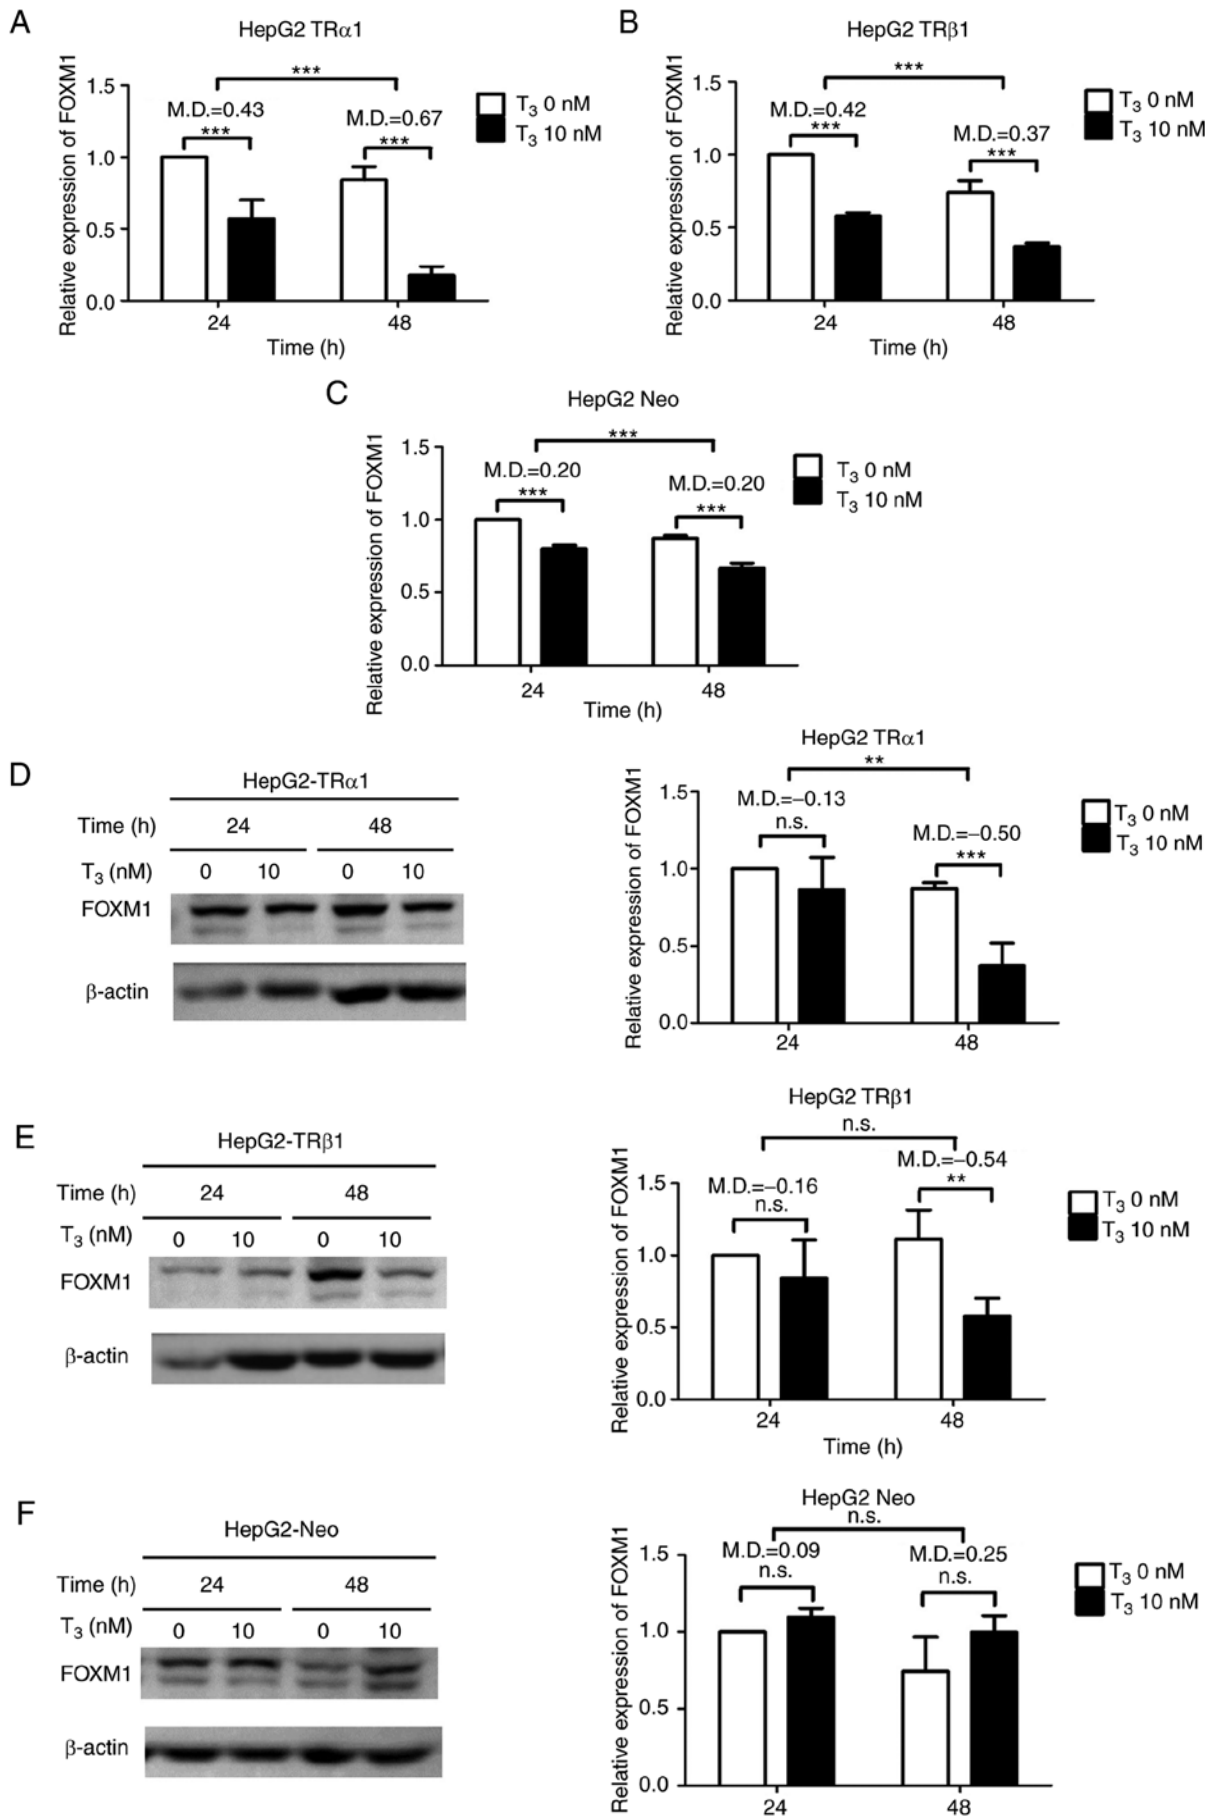 A
HepG2 TRα1
Relative expression of FOXM1
1.5
1.0
0.5
0.0
***
M.D.=0.43
***
M.D.=0.67
***
T3 0 nM
T3 10 nM
24
48
Time (h)
B
HepG2 TRβ1
Relative expression of FOXM1
1.5
1.0
0.5
0.0
***
M.D.=0.42
***
M.D.=0.37
***
T3 0 nM
T3 10 nM
24
48
Time (h)
C
HepG2 Neo
Relative expression of FOXM1
1.5
1.0
0.5
0.0
***
M.D.=0.20
***
M.D.=0.20
***
T3 0 nM
T3 10 nM
24
48
Time (h)
D
HepG2-TRα1
Time (h) 24 48
T3 (nM) 0 10 0 10
FOXM1
β-actin
HepG2 TRα1
Relative expression of FOXM1
1.5
1.0
0.5
0.0
**
M.D.=−0.13
n.s.
M.D.=−0.50
***
T3 0 nM
T3 10 nM
24
48
E
HepG2-TRβ1
Time (h) 24 48
T3 (nM) 0 10 0 10
FOXM1
β-actin
HepG2 TRβ1
Relative expression of FOXM1
1.5
1.0
0.5
0.0
n.s.
M.D.=−0.16
n.s.
M.D.=−0.54
**
T3 0 nM
T3 10 nM
24
48
Time (h)
F
HepG2-Neo
Time (h) 24 48
T3 (nM) 0 10 0 10
FOXM1
β-actin
HepG2 Neo
Relative expression of FOXM1
1.5
1.0
0.5
0.0
n.s.
M.D.=0.09
n.s.
M.D.=0.25
n.s.
T3 0 nM
T3 10 nM
24
48